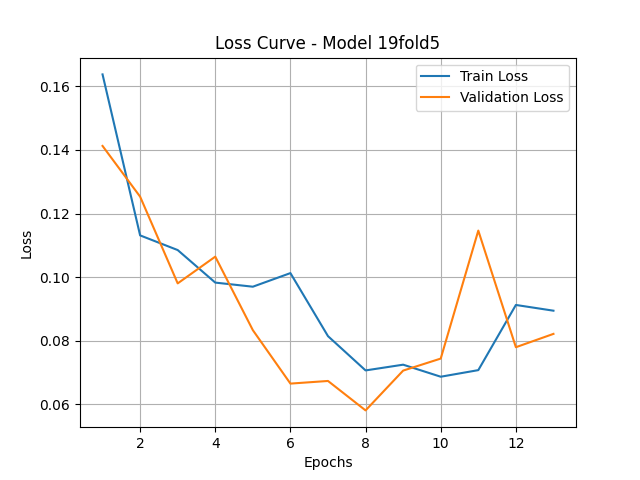 Loss Curve - Model 19fold5
Train Loss
Validation Loss
0.16
0.14
0.12
0.10
0.08
0.06
Loss
2
4
6
8
10
12
Epochs